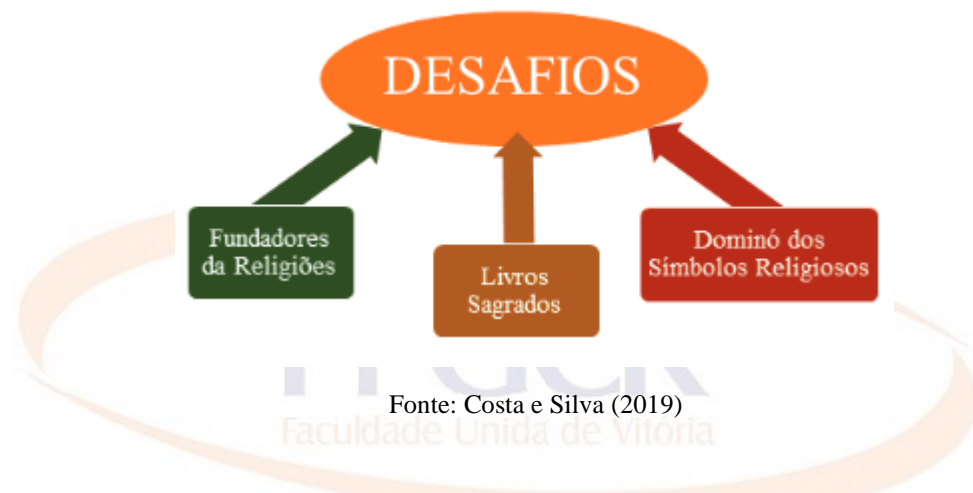 DESAFIOS
Fundadores
da Religiões
Livros
Sagrados
Dominó dos
Símbolos Religiosos
Fonte: Costa e Silva (2019)
Faculdade Unida de Vitória